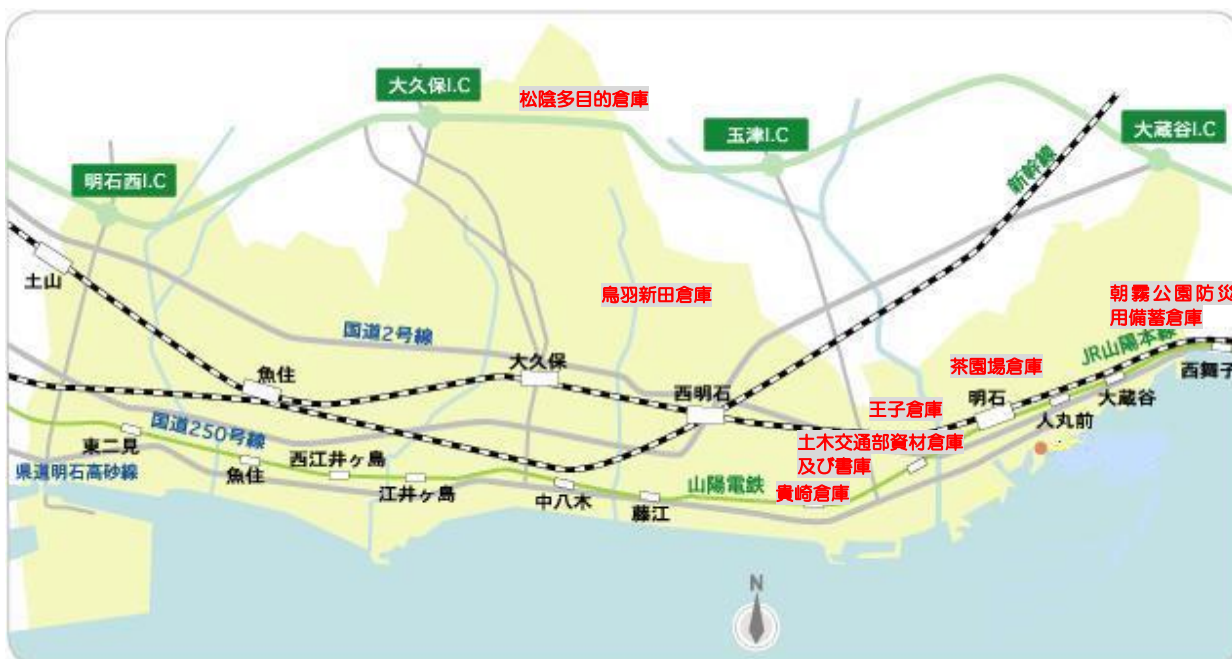 大久保I.C
松陰多目的倉庫
玉津I.C
大蔵谷I.C
明石西I.C
新幹線
土山
鳥羽新田倉庫
朝霧公園防災
用備蓄倉庫
国道2号線
大久保
JR山陽本線
西舞子
魚住
茶園場倉庫
西明石
明石
大蔵谷
王子倉庫
人丸前
国道250号線
東二見
土木交通部資材倉庫
及び書庫
県道明石高砂線
魚住
西江井ヶ島
江井ヶ島
中八木
藤江
山陽電鉄
貴崎倉庫
N